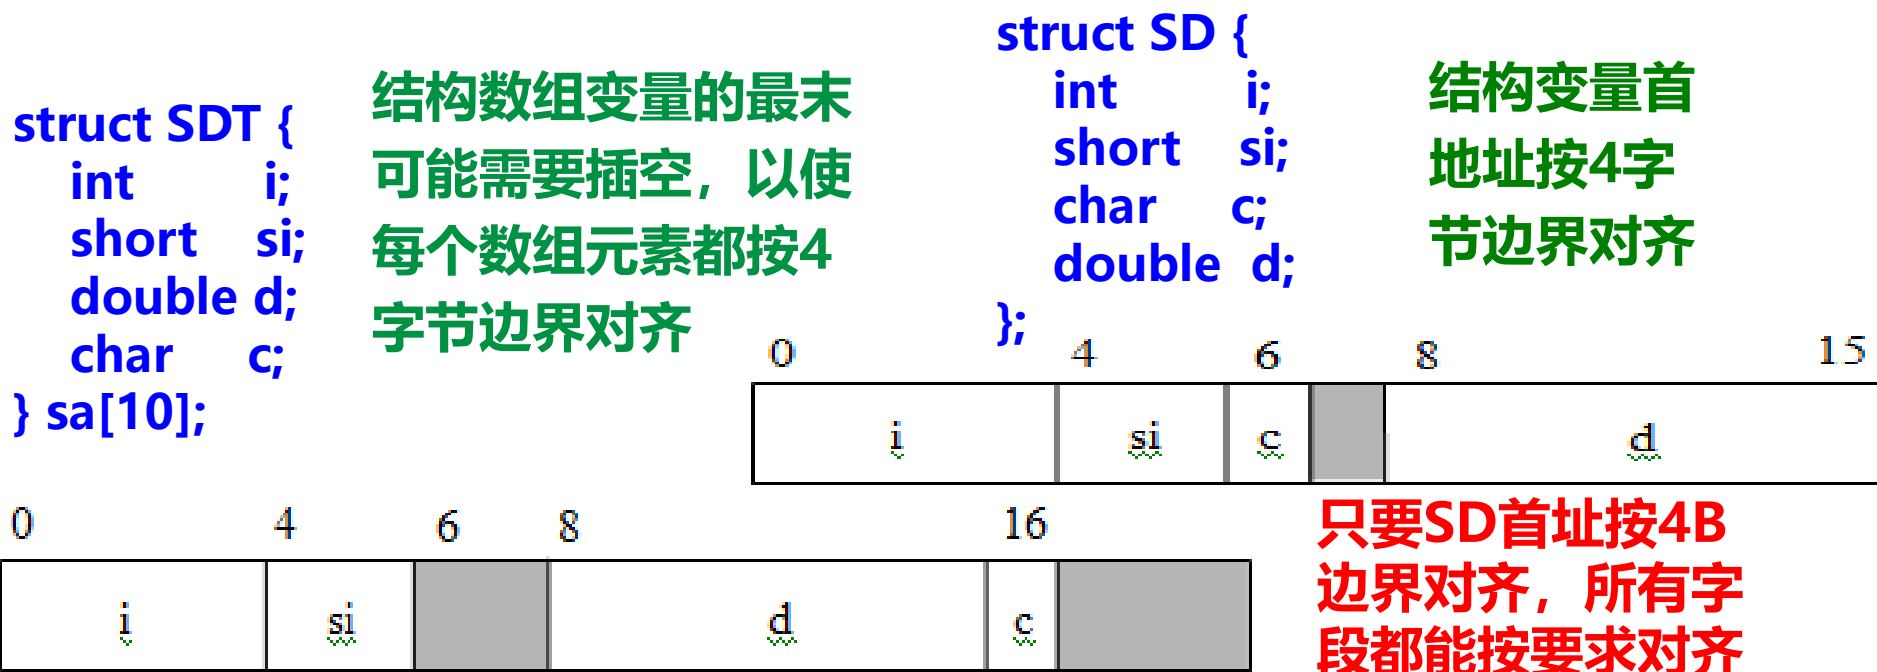 struct SDT {
int i;
short si;
double d;
char c;
} sa[10];
结构数组变量的最末
可能需要插空，以使
每个数组元素都按4
字节边界对齐
struct SD {
int i;
short si;
char c;
double d;
};
结构变量首
地址按4字
节边界对齐
0 4 6 8 15
i si c d
0 4 6 8 16
i si d c
只要SD首址按4B
边界对齐，所有字
段都能按要求对齐